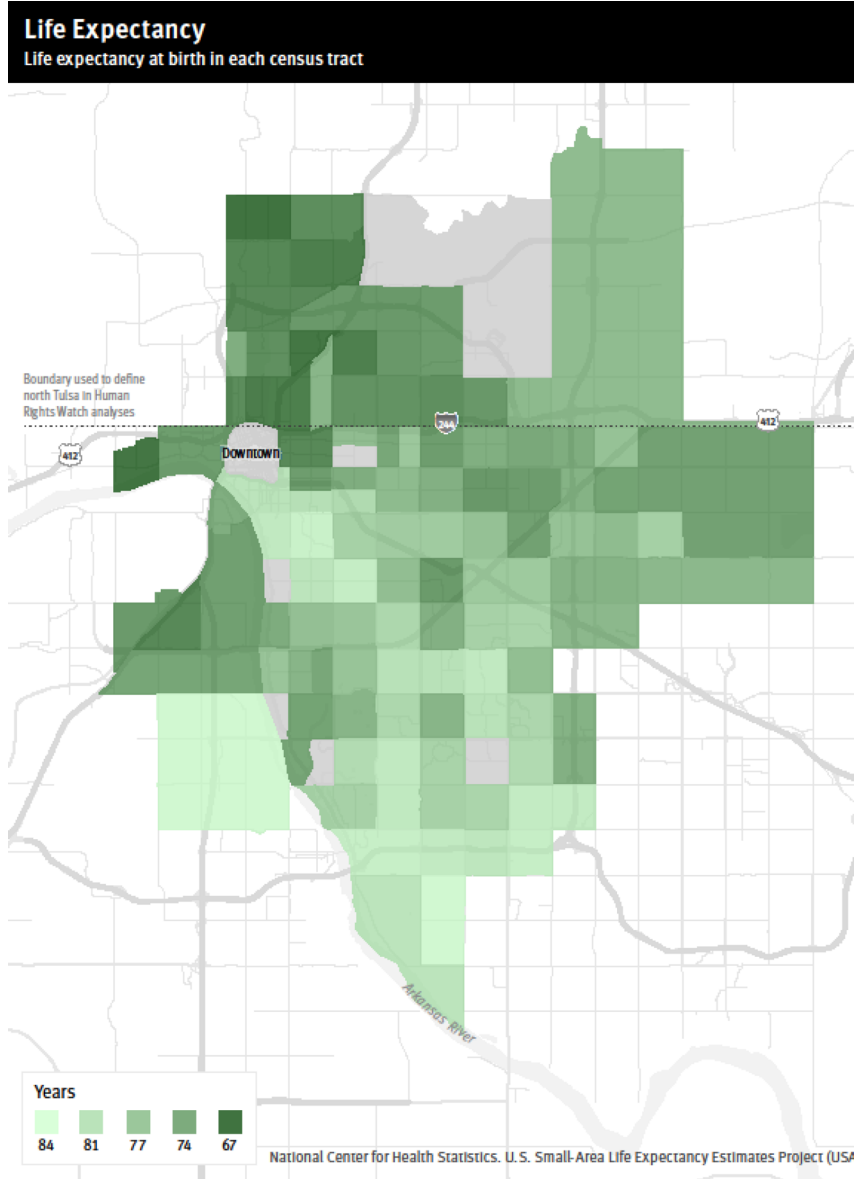 Life Expectancy
Life expectancy at birth in each census tract
Boundary used to define
north Tulsa in Human
Rights Watch analyses
244
412
412
Downtown
Arkansas River
Years
84 81 77 74 67
National Center for Health Statistics. U.S. Small-Area Life Expectancy Estimates Project (USA